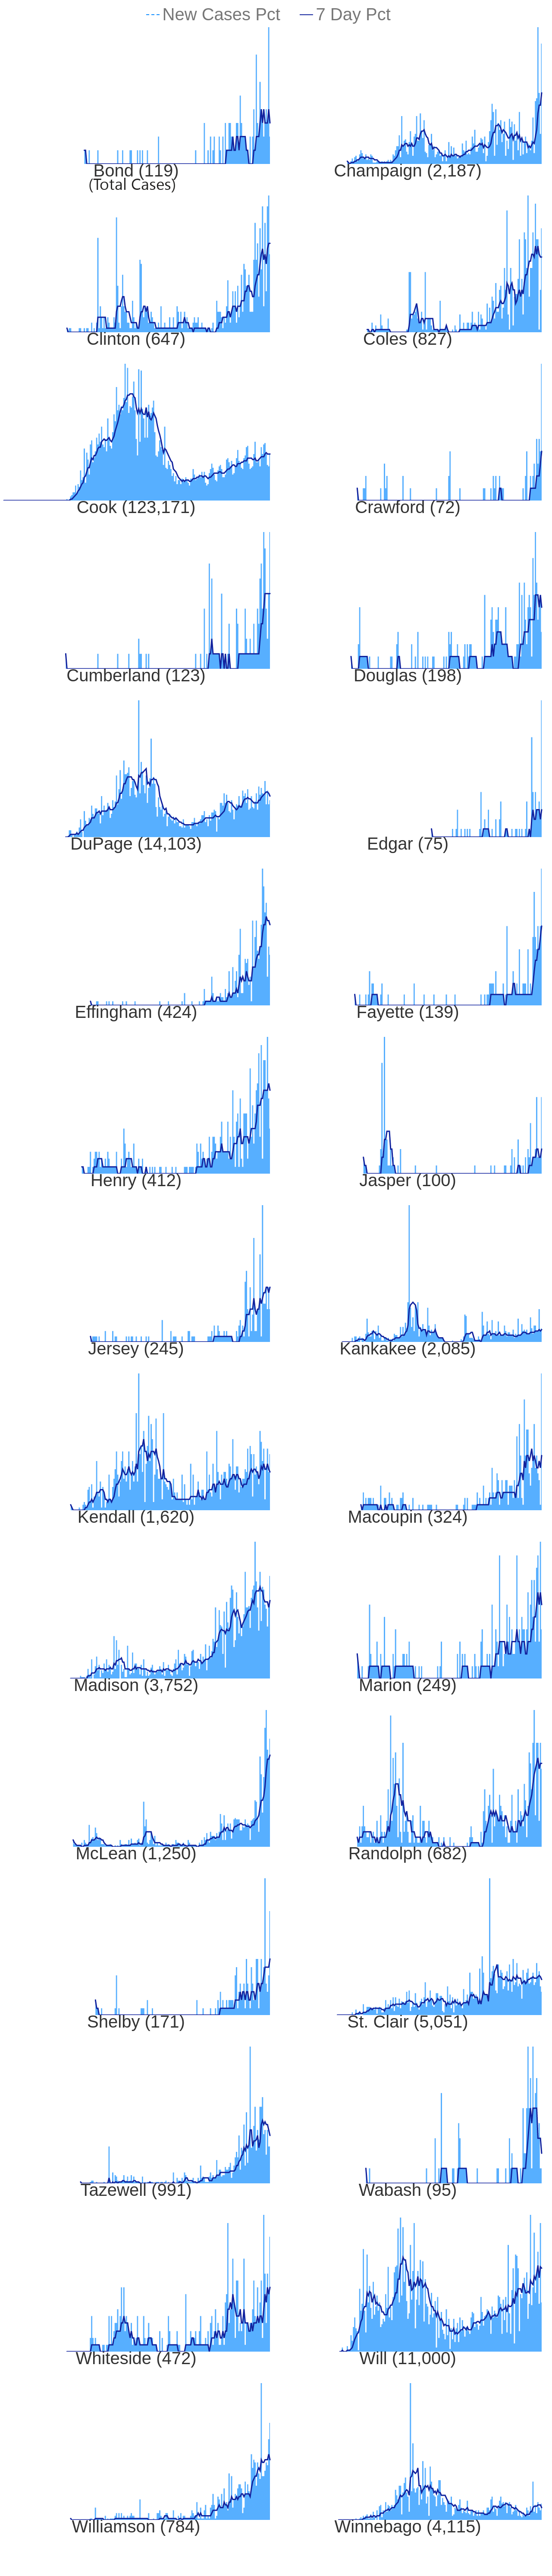 New Cases Pct 7 Day Pct
Bond (119) Champaign (2,187)
(Total Cases)
Clinton (647) Coles (827)
Cook (123,171) Crawford (72)
Cumberland (123) Douglas (198)
DuPage (14,103) Edgar (75)
Effingham (424) Fayette (139)
Henry (412) Jasper (100)
Jersey (245) Kankakee (2,085)
Kendall (1,620) Macoupin (324)
Madison (3,752) Marion (249)
McLean (1,250) Randolph (682)
Shelby (171) St. Clair (5,051)
Tazewell (991) Wabash (95)
Whiteside (472) Will (11,000)
Williamson (784) Winnebago (4,115)